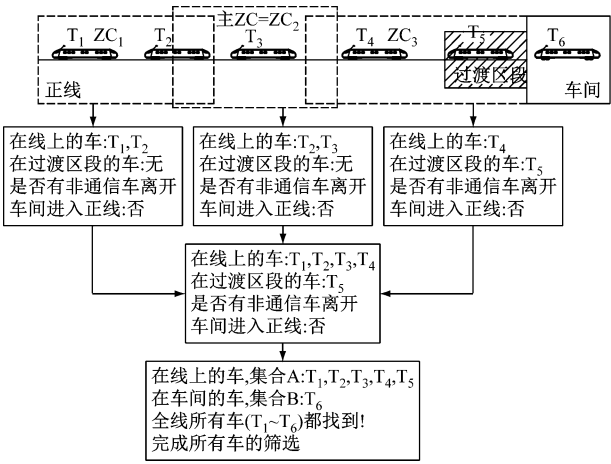 主ZC=ZC₂
T₁ ZC₁ T₂ T₃ T₄ ZC₃ T₅ T₆
正线 过渡区段 车间
在线上的车:T₁,T₂
在过渡区段的车:无
是否有非通信车离开
车间进入正线:否
在线上的车:T₂,T₃
在过渡区段的车:无
是否有非通信车离开
车间进入正线:否
在线上的车:T₄
在过渡区段的车:T₅
是否有非通信车离开
车间进入正线:否
在线上的车:T₁,T₂,T₃,T₄
在过渡区段的车:T₅
是否有非通信车离开
车间进入正线:否
在线上的车,集合A:T₁,T₂,T₃,T₄,T₅
在车间的车,集合B:T₆
全线所有车(T₁~T₆)都找到!
完成所有车的筛选